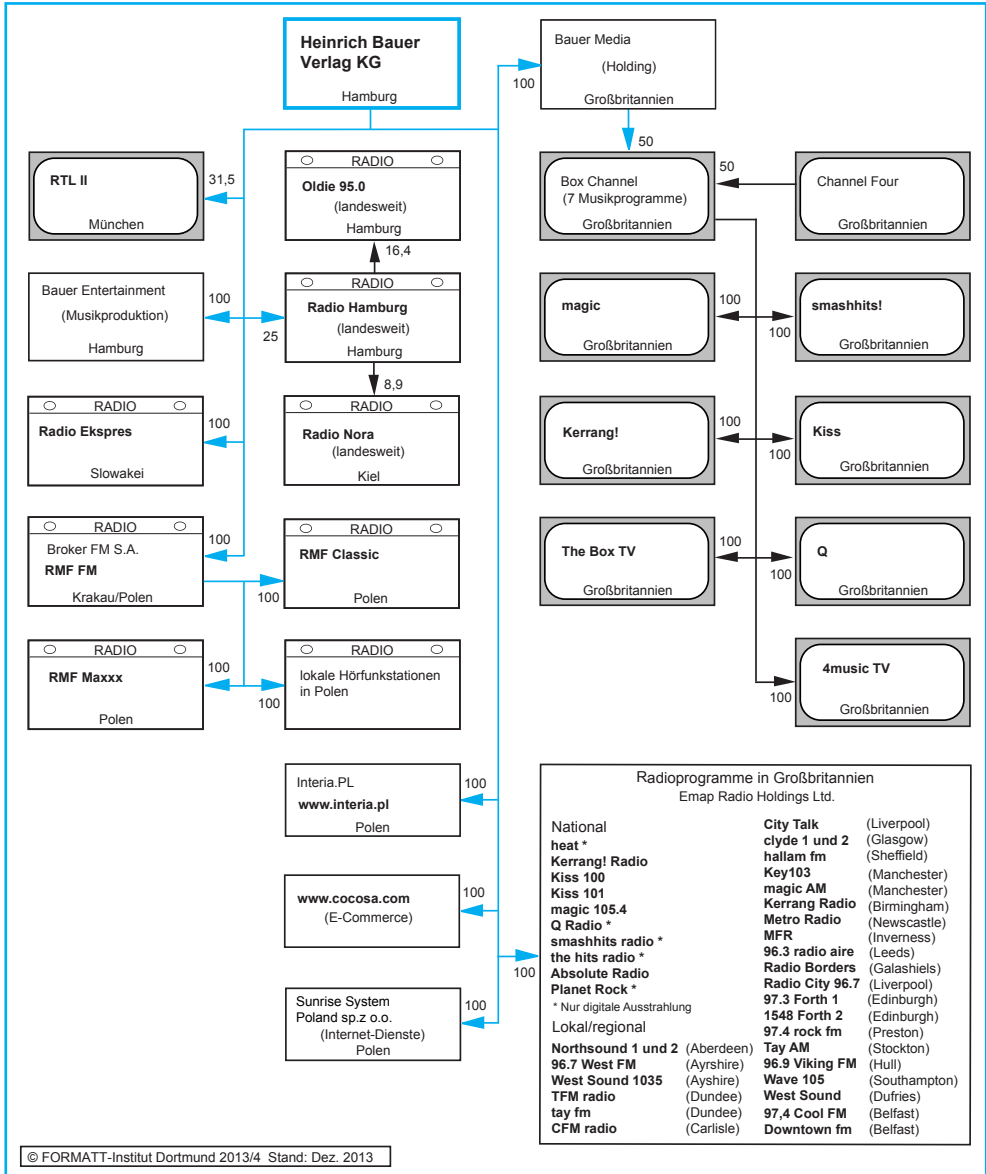 Heinrich Bauer
Verlag KG
Hamburg
Bauer Media
(Holding)
Großbritannien
100
50
RTL II
München
31,5
RADIO
Oldie 95.0
(landesweit)
Hamburg
16,4
Box Channel
(7 Musikprogramme)
Großbritannien
50
Channel Four
Großbritannien
Bauer Entertainment
(Musikproduktion)
Hamburg
100
25
RADIO
Radio Hamburg
(landesweit)
Hamburg
8,9
magic
Großbritannien
100
100
smashhits!
Großbritannien
RADIO
Radio Ekspres
Slowakei
100
RADIO
Radio Nora
(landesweit)
Kiel
Kerrang!
Großbritannien
100
100
Kiss
Großbritannien
RADIO
Broker FM S.A.
RMF FM
Krakau/Polen
100
100
RADIO
RMF Classic
Polen
The Box TV
Großbritannien
100
100
Q
Großbritannien
RADIO
RMF Maxxx
Polen
100
100
RADIO
lokale Hörfunkstationen
in Polen
100
4music TV
Großbritannien
Interia.PL
www.interia.pl
Polen
100
www.cocosa.com
(E-Commerce)
100
Sunrise System
Poland sp.z o.o.
(Internet-Dienste)
Polen
100
100
Radioprogramme in Großbritannien
Emap Radio Holdings Ltd.
National
heat *
Kerrang! Radio
Kiss 100
Kiss 101
magic 105.4
Q Radio *
smashhits radio *
the hits radio *
Absolute Radio
Planet Rock *
* Nur digitale Ausstrahlung
Lokal/regional
Northsound 1 und 2 (Aberdeen)
96.7 West FM (Ayrshire)
West Sound 1035 (Ayshire)
TFM radio (Dundee)
tay fm (Dundee)
CFM radio (Carlisle)
City Talk (Liverpool)
clyde 1 und 2 (Glasgow)
hallam fm (Sheffield)
Key103 (Manchester)
magic AM (Manchester)
Kerrang Radio (Birmingham)
Metro Radio (Newscastle)
MFR (Inverness)
96.3 radio aire (Leeds)
Radio Borders (Galashiels)
Radio City 96.7 (Liverpool)
97.3 Forth 1 (Edinburgh)
1548 Forth 2 (Edinburgh)
97.4 rock fm (Preston)
Tay AM (Stockton)
96.9 Viking FM (Hull)
Wave 105 (Southampton)
West Sound (Dufries)
97,4 Cool FM (Belfast)
Downtown fm (Belfast)
© FORMATT-Institut Dortmund 2013/4 Stand: Dez. 2013